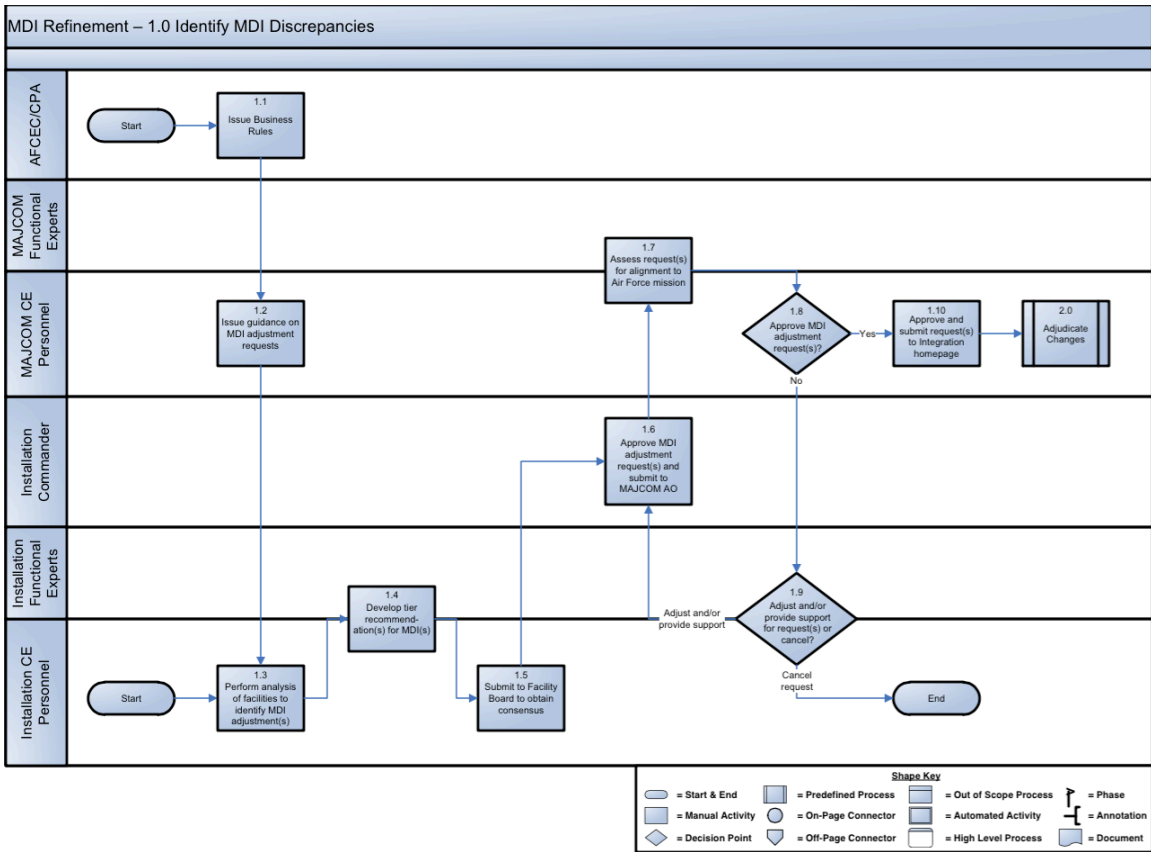 MDI Refinement – 1.0 Identify MDI Discrepancies
AFCEC/CPA
Start
1.1
Issue Business
Rules
MAJCOM
Functional
Experts
1.7
Assess request(s)
for alignment to
Air Force mission
MAJCOM CE
Personnel
1.2
Issue guidance on
MDI adjustment
requests
1.8
Approve MDI
adjustment
request(s)?
Yes
No
1.10
Approve and
submit request(s)
to Integration
homepage
2.0
Adjudicate
Changes
Installation
Commander
1.6
Approve MDI
adjustment
request(s) and
submit to
MAJCOM AO
Installation
Functional
Experts
1.4
Develop tier
recommend-
ation(s) for MDI(s)
Adjust and/or
provide support
1.9
Adjust and/or
provide support
for request(s) or
cancel?
Installation CE
Personnel
Start
1.3
Perform analysis
of facilities to
identify MDI
adjustment(s)
1.5
Submit to Facility
Board to obtain
consensus
Cancel
request
End
Shape Key
= Start & End
= Predefined Process
= Out of Scope Process
= Phase
= Manual Activity
= On-Page Connector
= Automated Activity
= Annotation
= Decision Point
= Off-Page Connector
= High Level Process
= Document